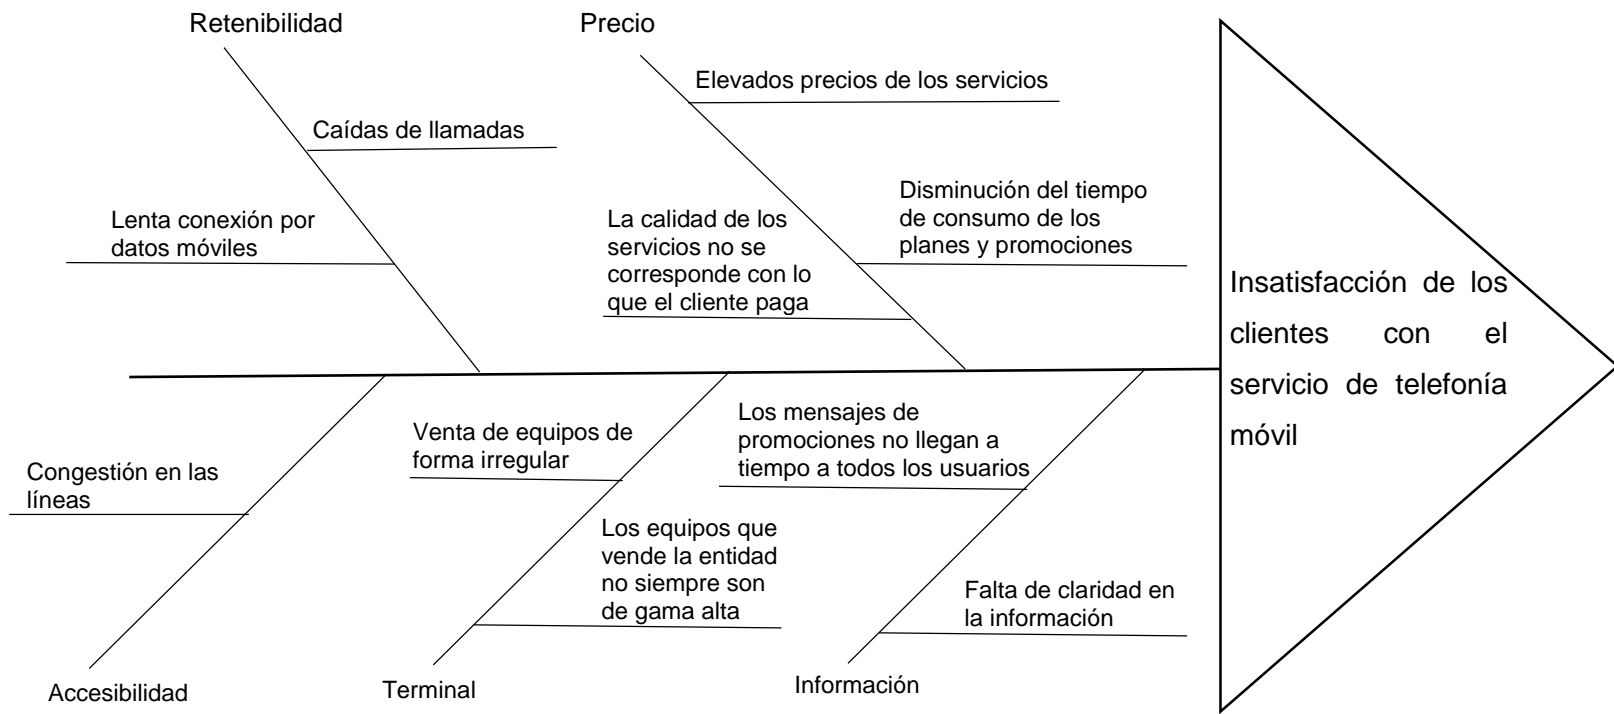 Retenibilidad
Precio
Elevados precios de los servicios
Caídas de llamadas
Disminución del tiempo
de consumo de los
planes y promociones
Lenta conexión por
datos móviles
La calidad de los
servicios no se
corresponde con lo
que el cliente paga
Insatisfacción de los
clientes con el
servicio de telefonía
móvil
Los mensajes de
promociones no llegan a
tiempo a todos los usuarios
Venta de equipos de
forma irregular
Congestión en las
líneas
Los equipos que
vende la entidad
no siempre son
de gama alta
Falta de claridad en
la información
Accesibilidad
Terminal
Información